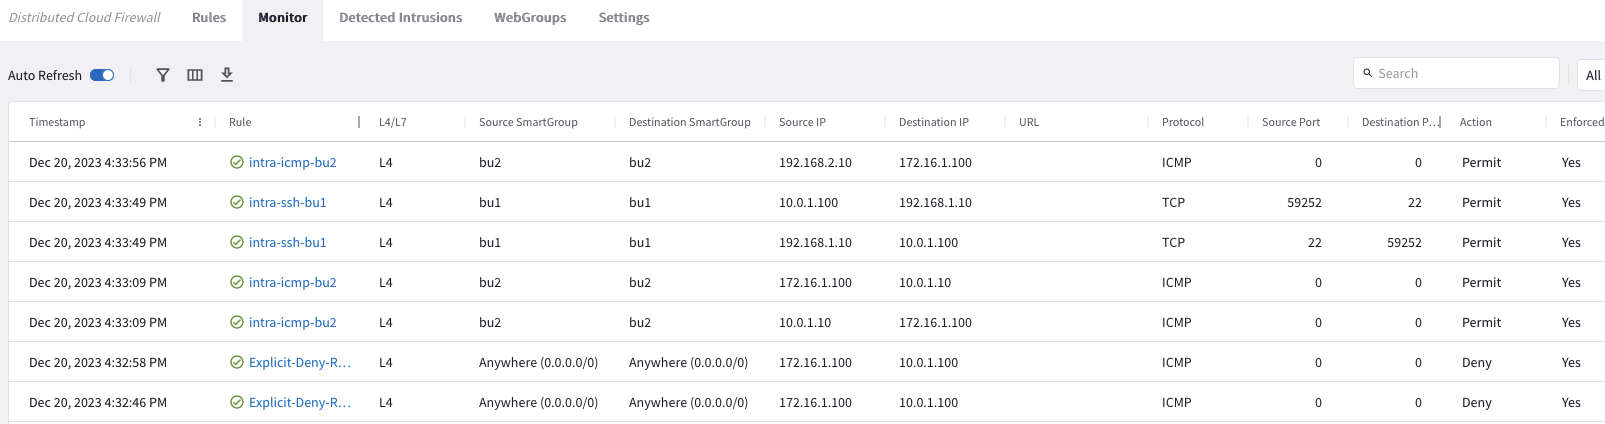 Distributed Cloud Firewall Rules Monitor Detected Intrusions WebGroups Settings
Auto Refresh Search All
Timestamp Rule L4/L7 Source SmartGroup Destination SmartGroup Source IP Destination IP URL Protocol Source Port Destination P... Action Enforced
Dec 20, 2023 4:33:56 PM intra-icmp-bu2 L4 bu2 bu2 192.168.2.10 172.16.1.100 ICMP 0 0 Permit Yes
Dec 20, 2023 4:33:49 PM intra-ssh-bu1 L4 bu1 bu1 10.0.1.100 192.168.1.10 TCP 59252 22 Permit Yes
Dec 20, 2023 4:33:49 PM intra-ssh-bu1 L4 bu1 bu1 192.168.1.10 10.0.1.100 TCP 22 59252 Permit Yes
Dec 20, 2023 4:33:09 PM intra-icmp-bu2 L4 bu2 bu2 172.16.1.100 10.0.1.10 ICMP 0 0 Permit Yes
Dec 20, 2023 4:33:09 PM intra-icmp-bu2 L4 bu2 bu2 10.0.1.10 172.16.1.100 ICMP 0 0 Permit Yes
Dec 20, 2023 4:32:58 PM Explicit-Deny-R... L4 Anywhere (0.0.0.0/0) Anywhere (0.0.0.0/0) 172.16.1.100 10.0.1.100 ICMP 0 0 Deny Yes
Dec 20, 2023 4:32:46 PM Explicit-Deny-R... L4 Anywhere (0.0.0.0/0) Anywhere (0.0.0.0/0) 172.16.1.100 10.0.1.100 ICMP 0 0 Deny Yes